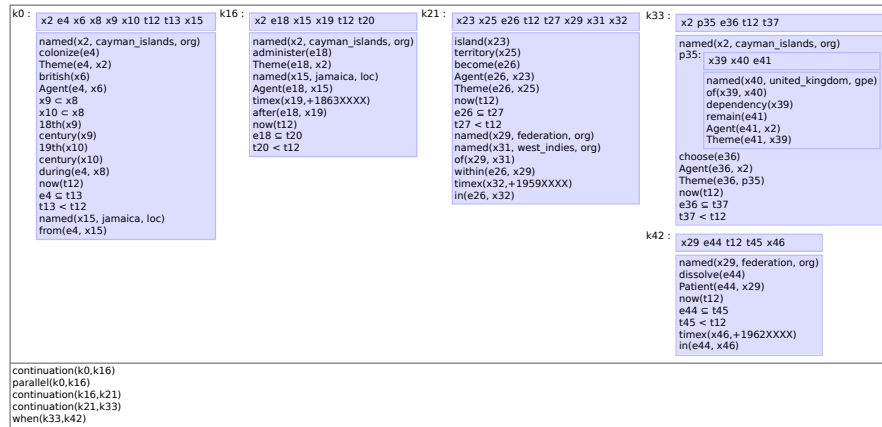 k0 :
x2 e4 x6 x8 x9 x10 t12 t13 x15
named(x2, cayman_islands, org)
colonize(e4)
Theme(e4, x2)
british(x6)
Agent(e4, x6)
x9 ⊂ x8
x10 ⊂ x8
18th(x9)
century(x9)
19th(x10)
century(x10)
during(e4, x8)
now(t12)
e4 ⊆ t13
t13 < t12
named(x15, jamaica, loc)
from(e4, x15)
k16 :
x2 e18 x15 x19 t12 t20
named(x2, cayman_islands, org)
administer(e18)
Theme(e18, x2)
named(x15, jamaica, loc)
Agent(e18, x15)
timex(x19,+1863XXXX)
after(e18, x19)
now(t12)
e18 ⊆ t20
t20 < t12
k21 :
x23 x25 e26 t12 t27 x29 x31 x32
island(x23)
territory(x25)
become(e26)
Agent(e26, x23)
Theme(e26, x25)
now(t12)
e26 ⊆ t27
t27 < t12
named(x29, federation, org)
named(x31, west_indies, org)
of(x29, x31)
within(e26, x29)
timex(x32,+1959XXXX)
in(e26, x32)
k33 :
x2 p35 e36 t12 t37
named(x2, cayman_islands, org)
p35:
x39 x40 e41
named(x40, united_kingdom, gpe)
of(x39, x40)
dependency(x39)
remain(e41)
Agent(e41, x2)
Theme(e41, x39)
choose(e36)
Agent(e36, x2)
Theme(e36, p35)
now(t12)
e36 ⊆ t37
t37 < t12
k42 :
x29 e44 t12 t45 x46
named(x29, federation, org)
dissolve(e44)
Patient(e44, x29)
now(t12)
e44 ⊆ t45
t45 < t12
timex(x46,+1962XXXX)
in(e44, x46)
continuation(k0,k16)
parallel(k0,k16)
continuation(k16,k21)
continuation(k21,k33)
when(k33,k42)